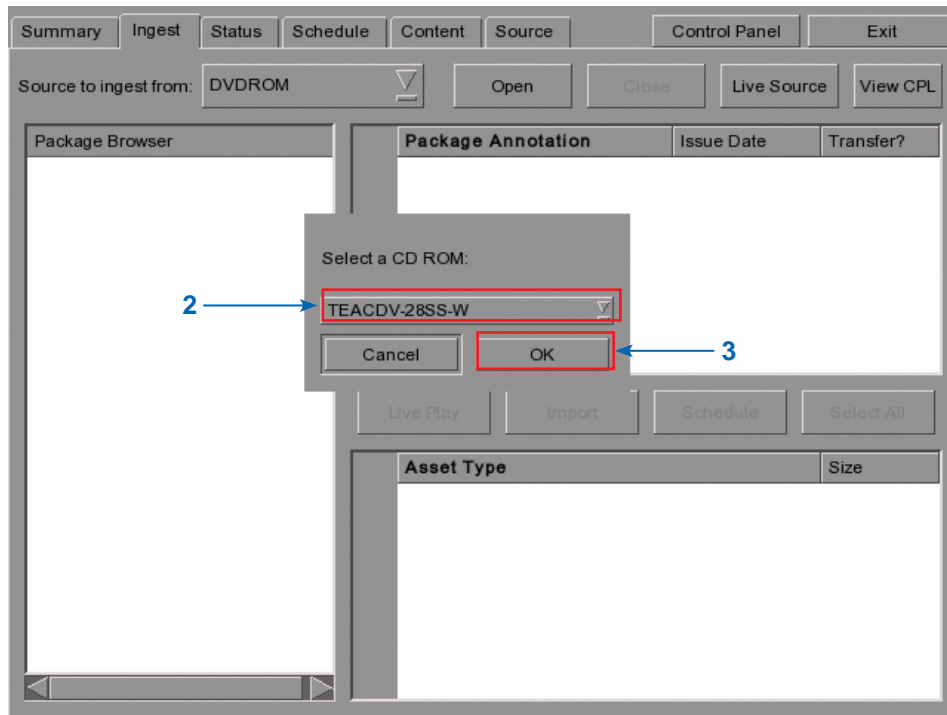 Summary Ingest Status Schedule Content Source Control Panel Exit
Source to ingest from: DVDROM Open Close Live Source View CPL
Package Browser
Package Annotation Issue Date Transfer?
Select a CD ROM:
2
TEACDV-28SS-W
Cancel OK
3
Live Play Import Schedule Select All
Asset Type Size